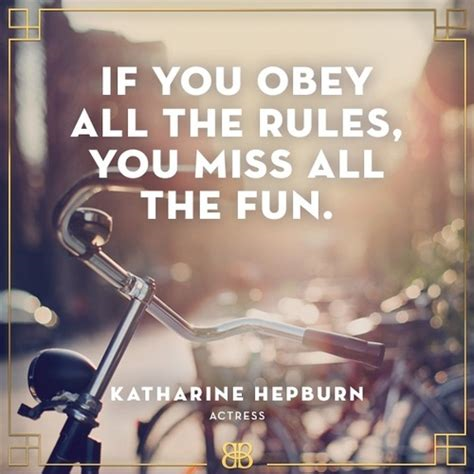 IF YOU OBEY
ALL THE RULES,
YOU MISS ALL
THE FUN.
KATHARINE HEPBURN
ACTRESS